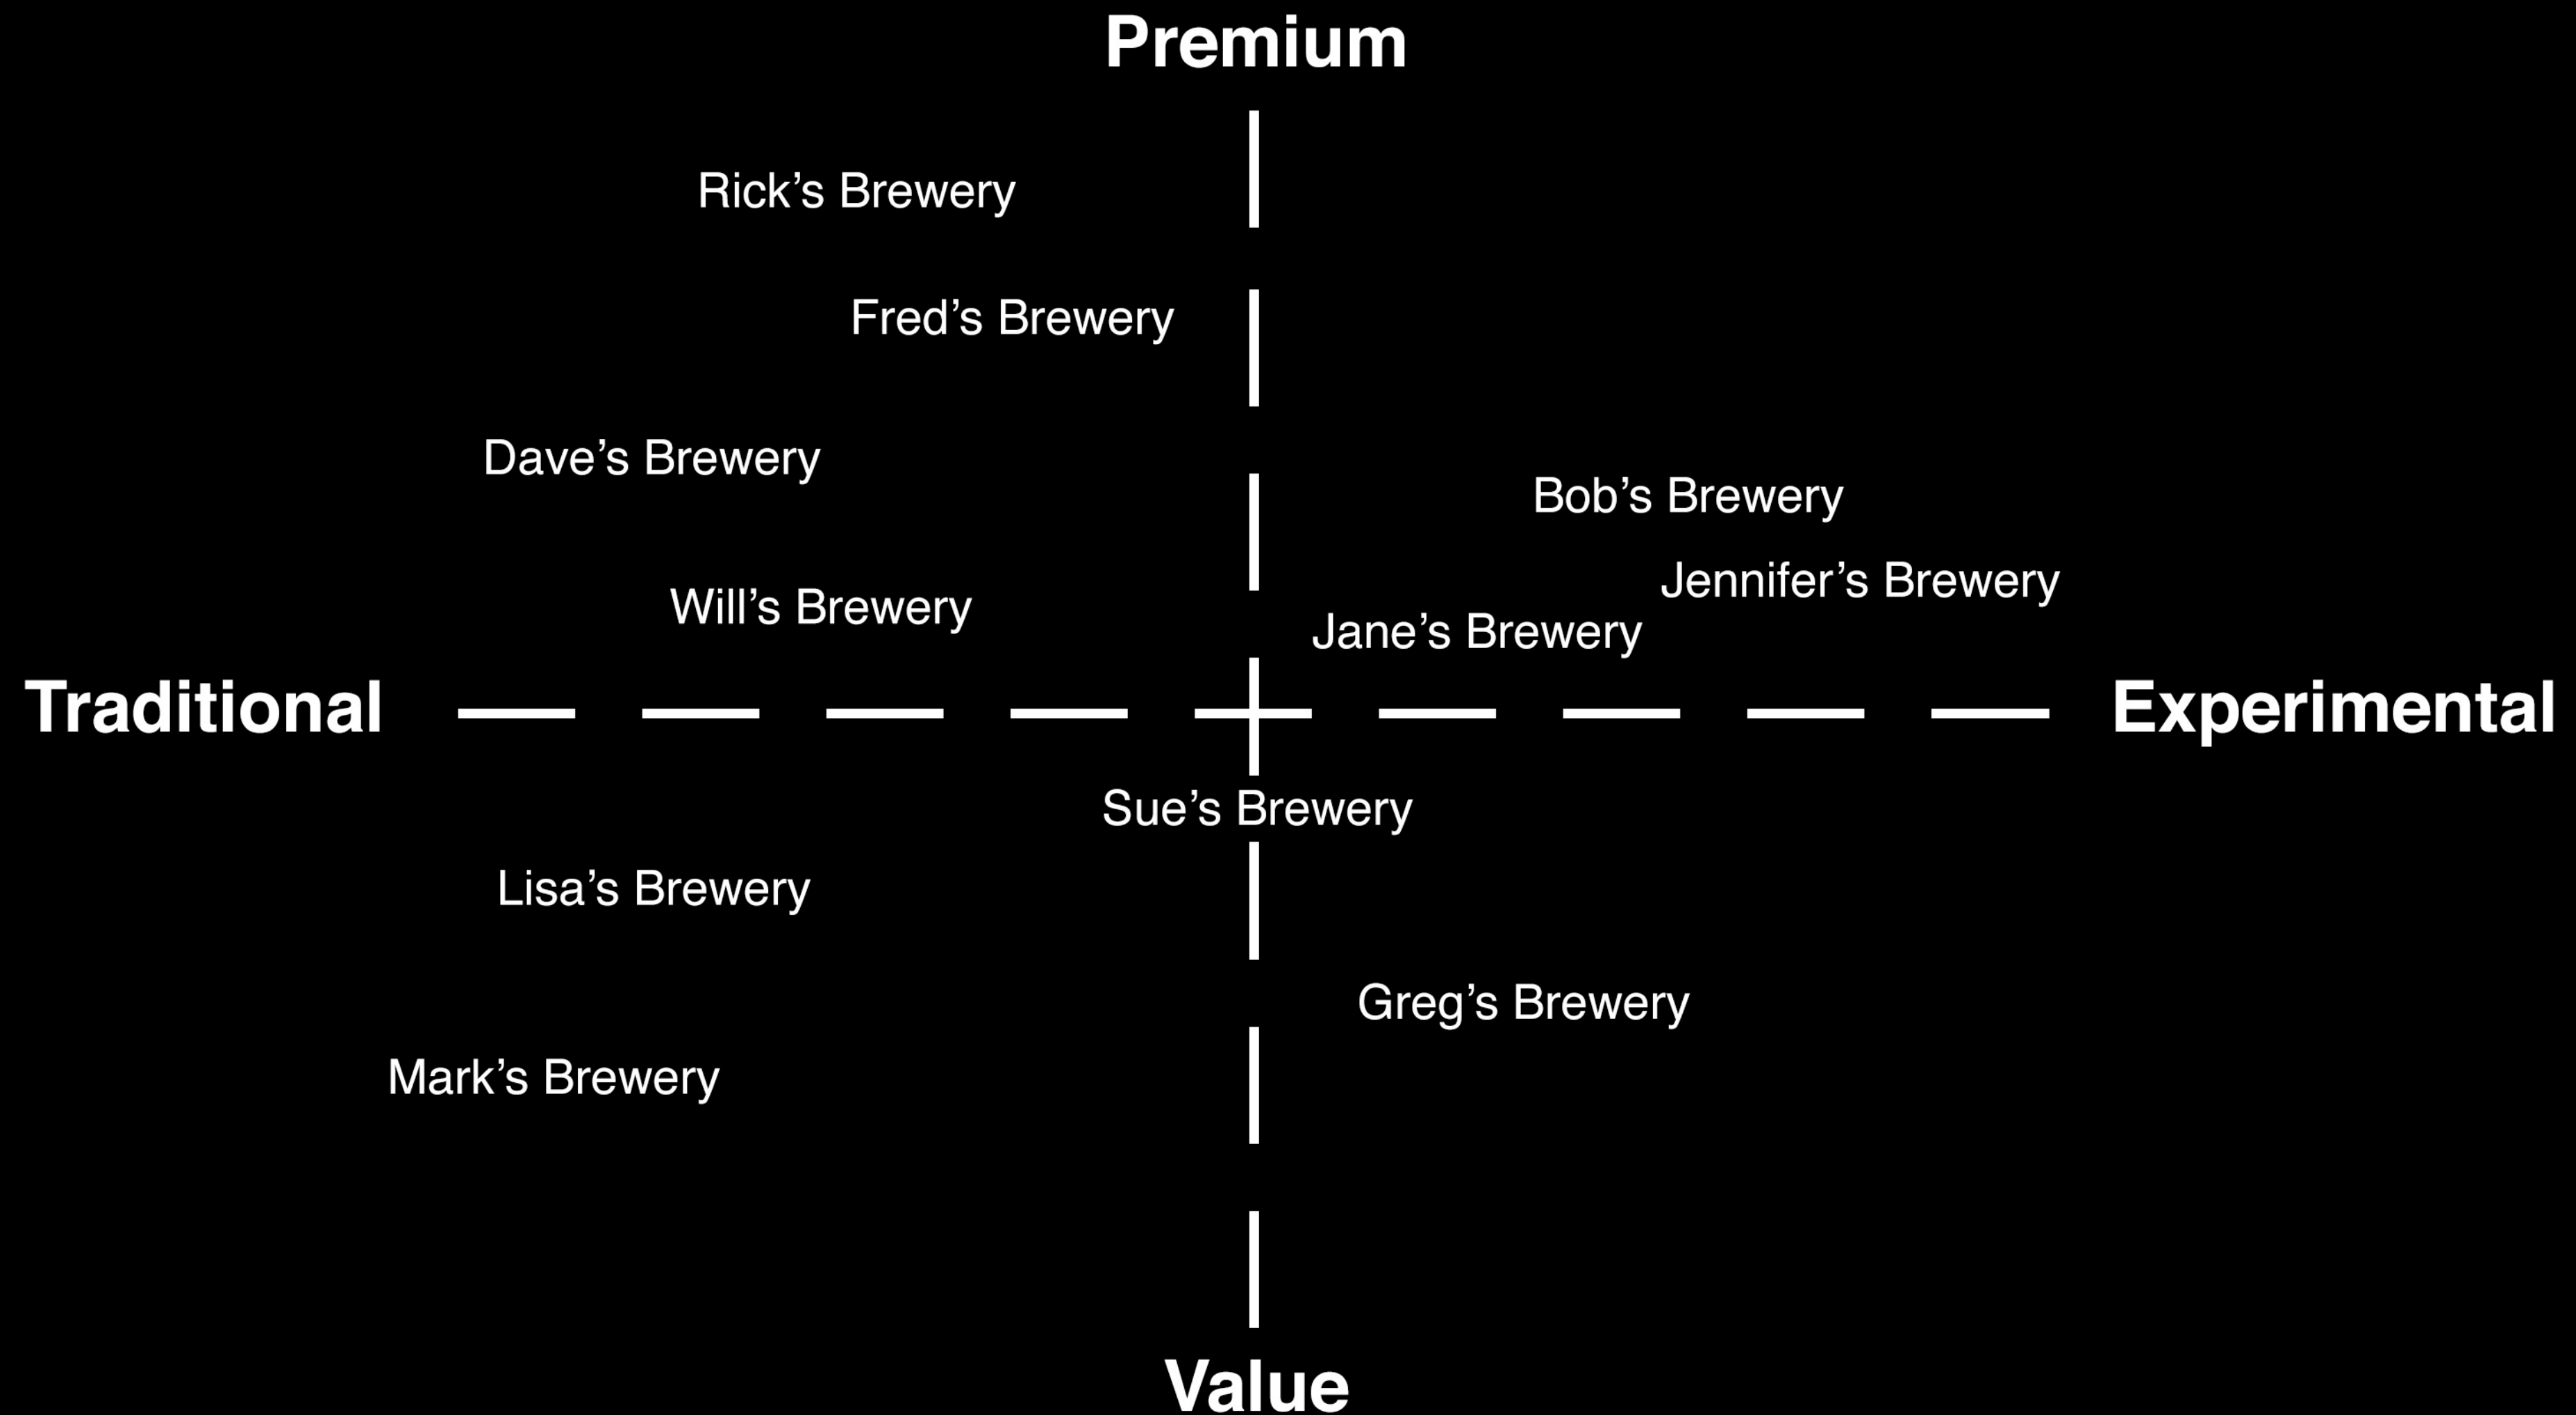 Premium
Rick’s Brewery
Fred’s Brewery
Dave’s Brewery
Bob’s Brewery
Jennifer’s Brewery
Will’s Brewery
Jane’s Brewery
Traditional
Experimental
Sue’s Brewery
Lisa’s Brewery
Greg’s Brewery
Mark’s Brewery
Value